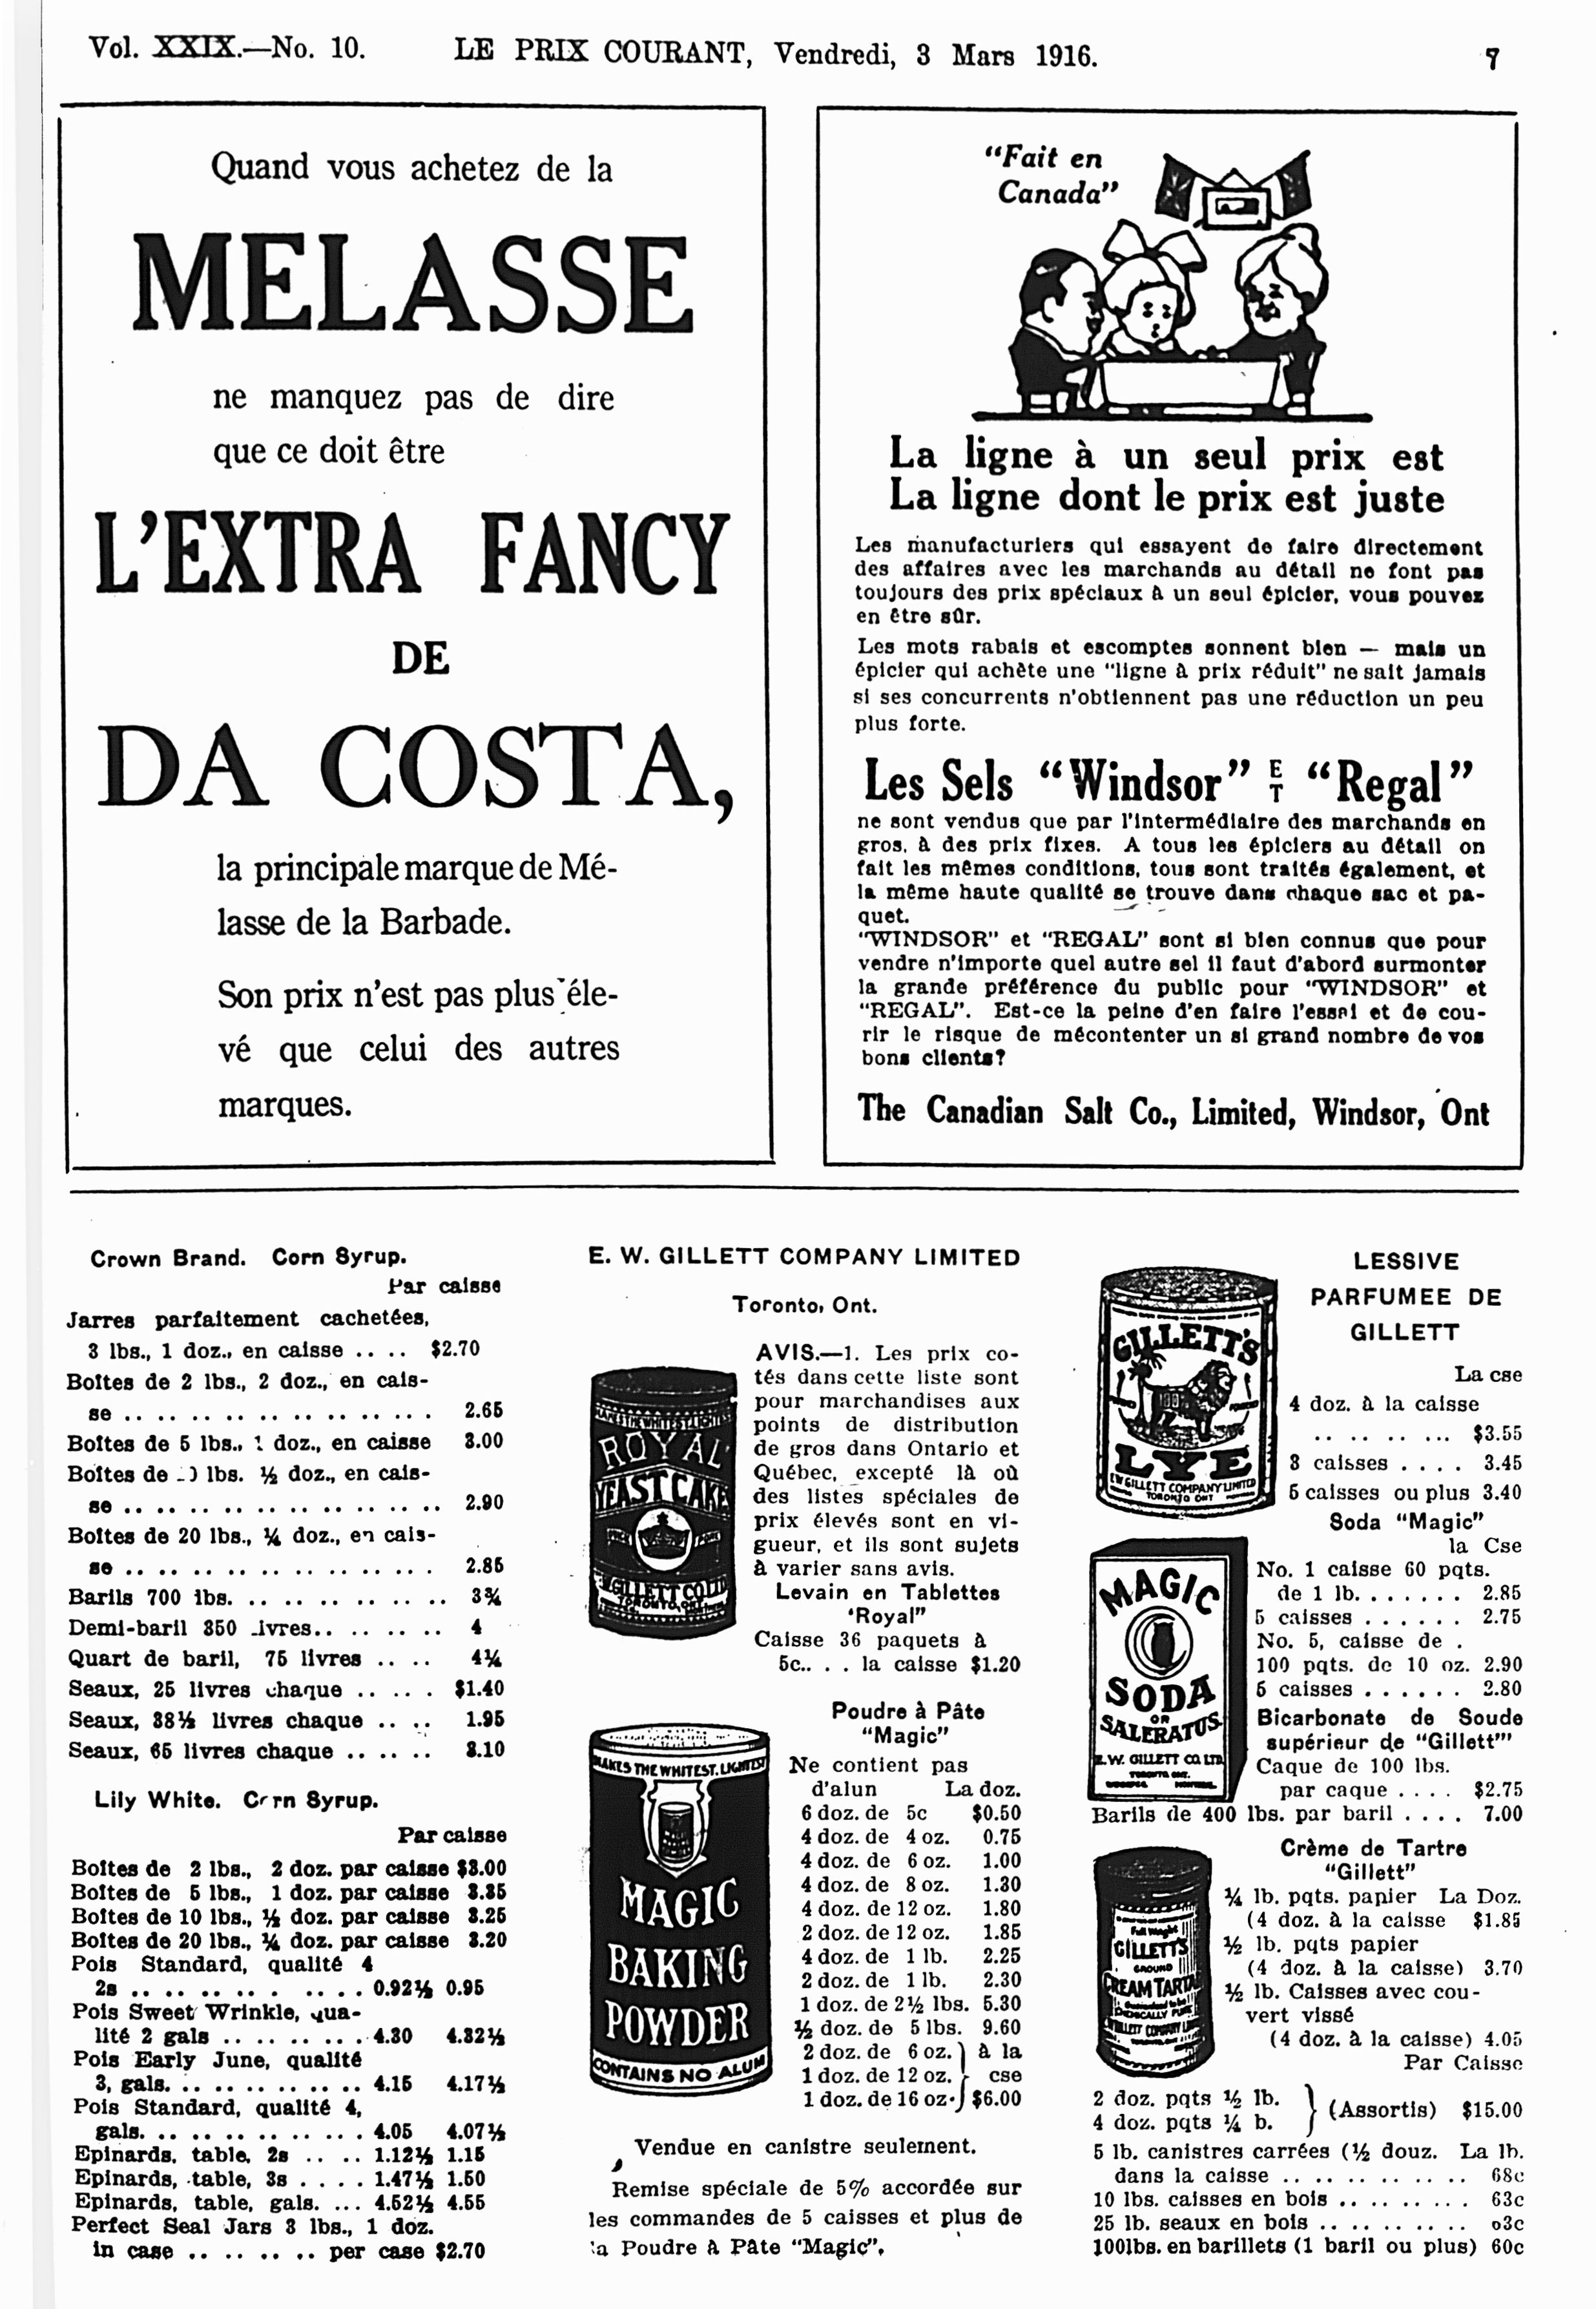 Vol. XXIX.—No. 10.
LE PRIX COURANT, Vendredi, 3 Mars 1916.
7
Quand vous achetez de la
MELASSE
ne manquez pas de dire
que ce doit être
L'EXTRA FANCY
DE
DA COSTA,
la principale marque de Mé-
lasse de la Barbade.
Son prix n'est pas plus éle-
vé que celui des autres
marques.
"Fait en
Canada"
La ligne à un seul prix est
La ligne dont le prix est juste
Les manufacturiers qui essayent de faire directement
des affaires avec les marchands au détail ne font pas
toujours des prix spéciaux à un seul épicier, vous pouvez
en être sûr.
Les mots rabais et escomptes sonnent bien — mais un
épicier qui achète une "ligne à prix réduit" ne sait jamais
si ses concurrents n'obtiennent pas une réduction un peu
plus forte.
Les Sels "Windsor" ET "Regal"
ne sont vendus que par l'intermédiaire des marchands en
gros, à des prix fixes. A tous les épiciers au détail on
fait les mêmes conditions, tous sont traités également, et
la même haute qualité se trouve dans chaque sac et pa-
quet.
"WINDSOR" et "REGAL" sont si bien connus que pour
vendre n'importe quel autre sel il faut d'abord surmonter
la grande préférence du public pour "WINDSOR" et
"REGAL". Est-ce la peine d'en faire l'essai et de cou-
rir le risque de mécontenter un si grand nombre de vos
bons clients?
The Canadian Salt Co., Limited, Windsor, Ont
Crown Brand. Corn Syrup.
Par caisse
Jarres parfaitement cachetées,
3 lbs., 1 doz., en caisse .. .. $2.70
Boîtes de 2 lbs., 2 doz., en cais-
se .. .. .. .. .. .. .. .. .. ... 2.65
Boîtes de 5 lbs., 1 doz., en caisse 3.00
Boîtes de lbs. ½ doz., en cais-
se .. .. .. .. .. .. .. .. .. .. 2.90
Boîtes de 20 lbs., ¼ doz., en cais-
se .. .. .. .. .. .. .. .. .. ... 2.85
Barils 700 lbs. .. .. .. .. .. .. .. 3¾
Demi-baril 350 livres.. .. .. .. .. 4
Quart de baril, 75 livres .. .. 4¼
Seaux, 25 livres chaque .. .. . $1.40
Seaux, 38½ livres chaque .. .. 1.95
Seaux, 65 livres chaque .. .. .. 3.10
Lily White. Corn Syrup.
Par caisse
Boîtes de 2 lbs., 2 doz. par caisse $3.00
Boîtes de 5 lbs., 1 doz. par caisse 3.35
Boîtes de 10 lbs., ½ doz. par caisse 3.25
Boîtes de 20 lbs., ¼ doz. par caisse 3.20
Pois Standard, qualité 4
2s .. .. .. .. . .. .. 0.92½ 0.95
Pois Sweet Wrinkle, qua-
lité 2 gals .. .. .. .. . 4.30 4.32½
Pois Early June, qualité
3, gals. .. .. .. .. .. .. 4.15 4.17½
Pois Standard, qualité 4,
gals. .. .. .. .. .. .. .. 4.05 4.07½
Epinards, table, 2s .. .. 1.12½ 1.15
Epinards, table, 3s . . . . 1.47½ 1.50
Epinards, table, gals. ... 4.52½ 4.55
Perfect Seal Jars 3 lbs., 1 doz.
in case .. .. .. .. per case $2.70
E. W. GILLETT COMPANY LIMITED
Toronto, Ont.
MAKES THE WHITEST LIGHTEST
ROYAL
YEAST CAKE
GILLETT CO. LTD.
TORONTO, ONT.
AVIS.—1. Les prix co-
tés dans cette liste sont
pour marchandises aux
points de distribution
de gros dans Ontario et
Québec, excepté là où
des listes spéciales de
prix élevés sont en vi-
gueur, et ils sont sujets
à varier sans avis.
Levain en Tablettes
'Royal"
Caisse 36 paquets à
5c.. . . la caisse $1.20
MAKES THE WHITEST, LIGHTEST
MAGIC
BAKING
POWDER
CONTAINS NO ALUM
Poudre à Pâte
"Magic"
Ne contient pas
d'alun La doz.
6 doz. de 5c $0.50
4 doz. de 4 oz. 0.75
4 doz. de 6 oz. 1.00
4 doz. de 8 oz. 1.30
4 doz. de 12 oz. 1.80
2 doz. de 12 oz. 1.85
4 doz. de 1 lb. 2.25
2 doz. de 1 lb. 2.30
1 doz. de 2½ lbs. 5.30
½ doz. de 5 lbs. 9.60
2 doz. de 6 oz. } à la
1 doz. de 12 oz. } cse
1 doz. de 16 oz. } $6.00
Vendue en canistre seulement.
Remise spéciale de 5% accordée sur
les commandes de 5 caisses et plus de
la Poudre à Pâte "Magic".
GILLETT'S
LYE
E.W. GILLETT COMPANY LIMITED
TORONTO ONT
LESSIVE
PARFUMEE DE
GILLETT
La cse
4 doz. à la caisse
.. .. .. .. ... $3.55
3 caisses . . . . 3.45
5 caisses ou plus 3.40
MAGIC
SODA
OR
SALERATUS
E.W. GILLETT CO. LTD.
TORONTO ONT.
Soda "Magic"
la Cse
No. 1 caisse 60 pqts.
de 1 lb. . . . . . . 2.85
5 caisses . . . . . . 2.75
No. 5, caisse de .
100 pqts. de 10 oz. 2.90
5 caisses . . . . . . 2.80
Bicarbonate de Soude
supérieur de "Gillett"'
Caque de 100 lbs.
par caque . . . . $2.75
Barils de 400 lbs. par baril . . . . 7.00
Full Weight
GILLETT'S
GROUND
CREAM TARTAR
CHEMICALLY PURE
GILLETT COMPANY LIMITED
Crème de Tartre
"Gillett"
¼ lb. pqts. papier La Doz.
(4 doz. à la caisse $1.85
½ lb. pqts papier
(4 doz. à la caisse) 3.70
½ lb. Caisses avec cou-
vert vissé
(4 doz. à la caisse) 4.05
Par Caisse
2 doz. pqts ½ lb. } (Assortis) $15.00
4 doz. pqts ¼ b.
5 lb. canistres carrées (½ douz. La lb.
dans la caisse .. .. .. .. .. .. . 68c
10 lbs. caisses en bois .. .. .. .. . 63c
25 lb. seaux en bois .. .. .. .. .. 63c
100lbs. en barillets (1 baril ou plus) 60c